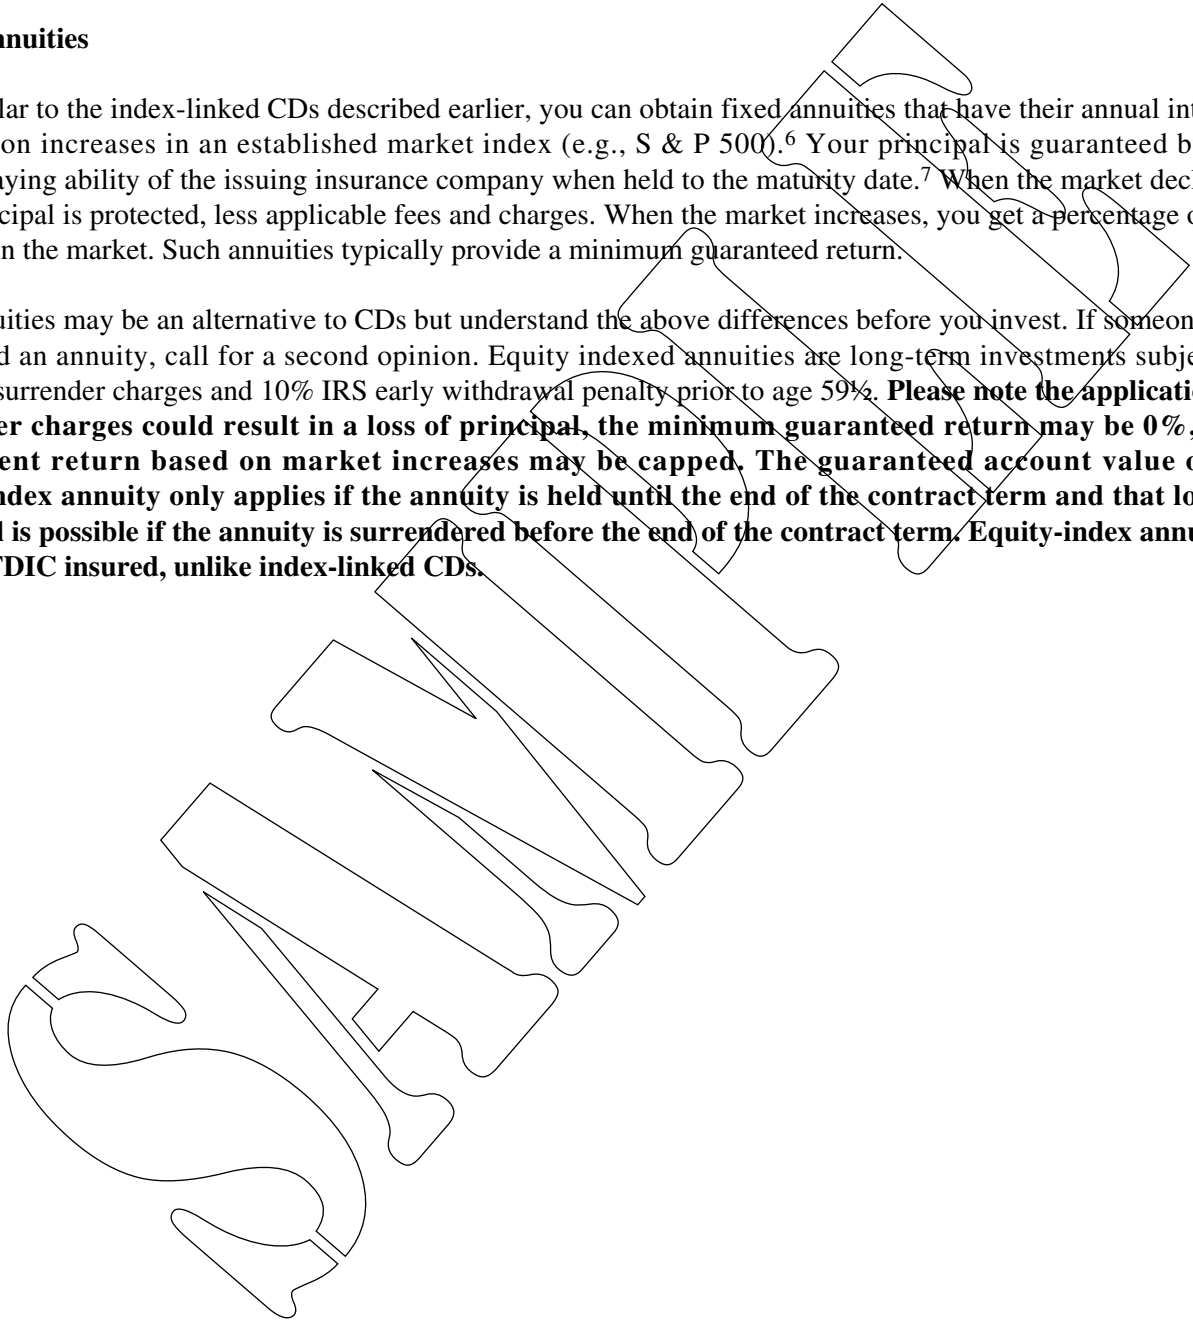 nnuities
lar to the index-linked CDs described earlier, you can obtain fixed annuities that have their annual int
on increases in an established market index (e.g., S & P 500).⁶ Your principal is guaranteed b
aying ability of the issuing insurance company when held to the maturity date.⁷ When the market decl
cipal is protected, less applicable fees and charges. When the market increases, you get a percentage o
n the market. Such annuities typically provide a minimum guaranteed return.
uities may be an alternative to CDs but understand the above differences before you invest. If someon
d an annuity, call for a second opinion. Equity indexed annuities are long-term investments subje
surrender charges and 10% IRS early withdrawal penalty prior to age 59½. Please note the applicati
er charges could result in a loss of principal, the minimum guaranteed return may be 0%,
ent return based on market increases may be capped. The guaranteed account value o
ndex annuity only applies if the annuity is held until the end of the contract term and that lo
l is possible if the annuity is surrendered before the end of the contract term. Equity-index annu
FDIC insured, unlike index-linked CDs.
SAMPLE